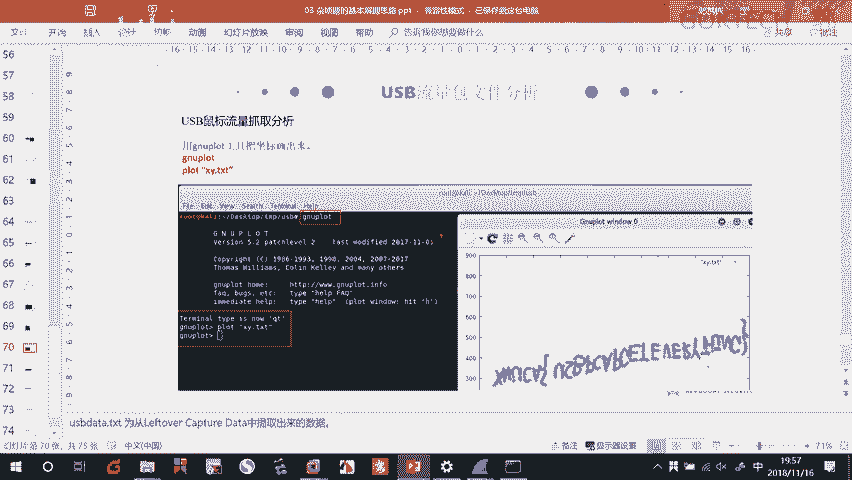 03 杂项题的基本解题思路.ppt - 兼容性模式 - 已保存到这台电脑
开始 插入 设计 切换 动画 幻灯片放映 审阅 视图 帮助 告诉我你想要做什么
共享 批注
USB流量包文件分析
USB鼠标流量抓取分析
用gnuplot工具把坐标画出来。
gnuplot
plot "xy.txt"
File Edit View Search Terminal Help
gnuplot
G N U P L O T
Version 5.2 patchlevel 2 last modified 2017-11-0
Copyright (C) 1986-1993, 1998, 2004, 2007-2017
Thomas Williams, Colin Kelley and many others
gnuplot home: http://www.gnuplot.info
faq, bugs, etc: type "help FAQ"
immediate help: type "help" (plot window: hit 'h')
Terminal type is now 'qt'
gnuplot> plot "xy.txt"
gnuplot>
Gnuplot window 0
"xy.txt"
900
800
700
600
500
400
300
56
57
58
59
60
61
62
63
64
65
66
67
68
69
70
71
72
73
74
usbdata.txt 为从Leftover Capture Data中提取出来的数据。
幻灯片 第 70 张，共 75 张 中文(中国)
备注 显示器设置 71%
中
19:57
2018/11/16